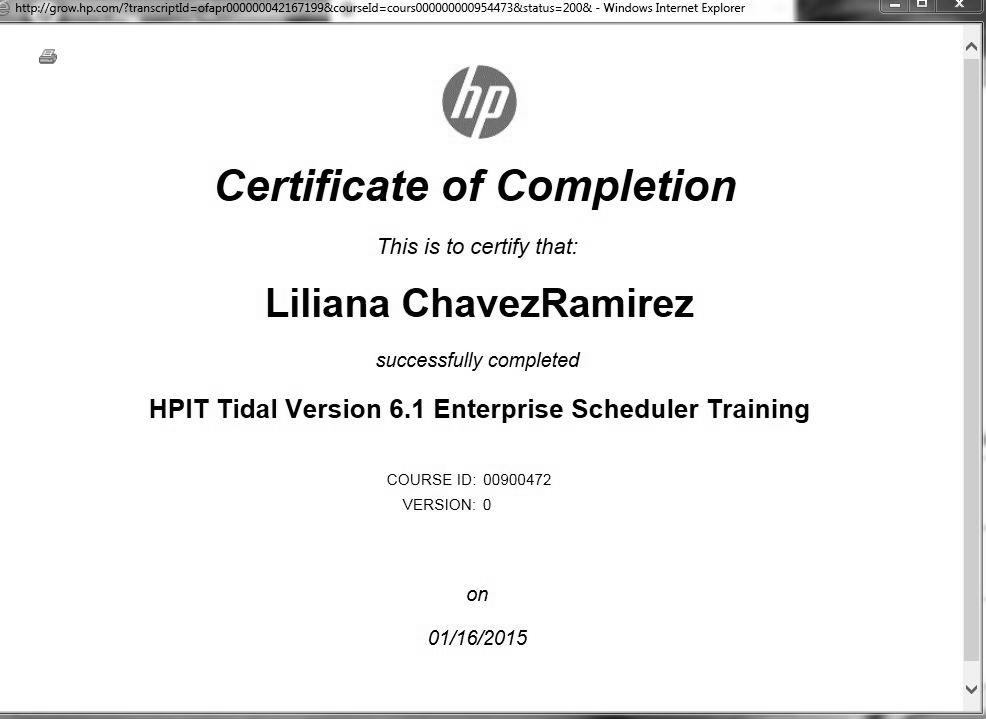 http://grow.hp.com/?transcriptId=ofapr000000042167199&courseId=cours000000000954473&status=200& - Windows Internet Explorer
hp
Certificate of Completion
This is to certify that:
Liliana ChavezRamirez
successfully completed
HPIT Tidal Version 6.1 Enterprise Scheduler Training
COURSE ID: 00900472
VERSION: 0
on
01/16/2015